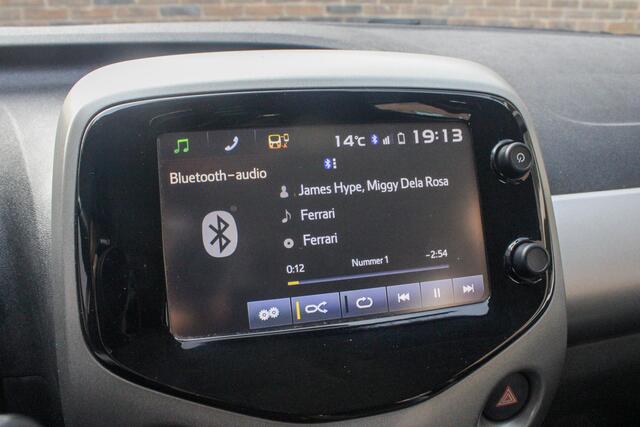 14°C 19:13
Bluetooth-audio
James Hype, Miggy Dela Rosa
Ferrari
Ferrari
0:12 Nummer 1 -2:54